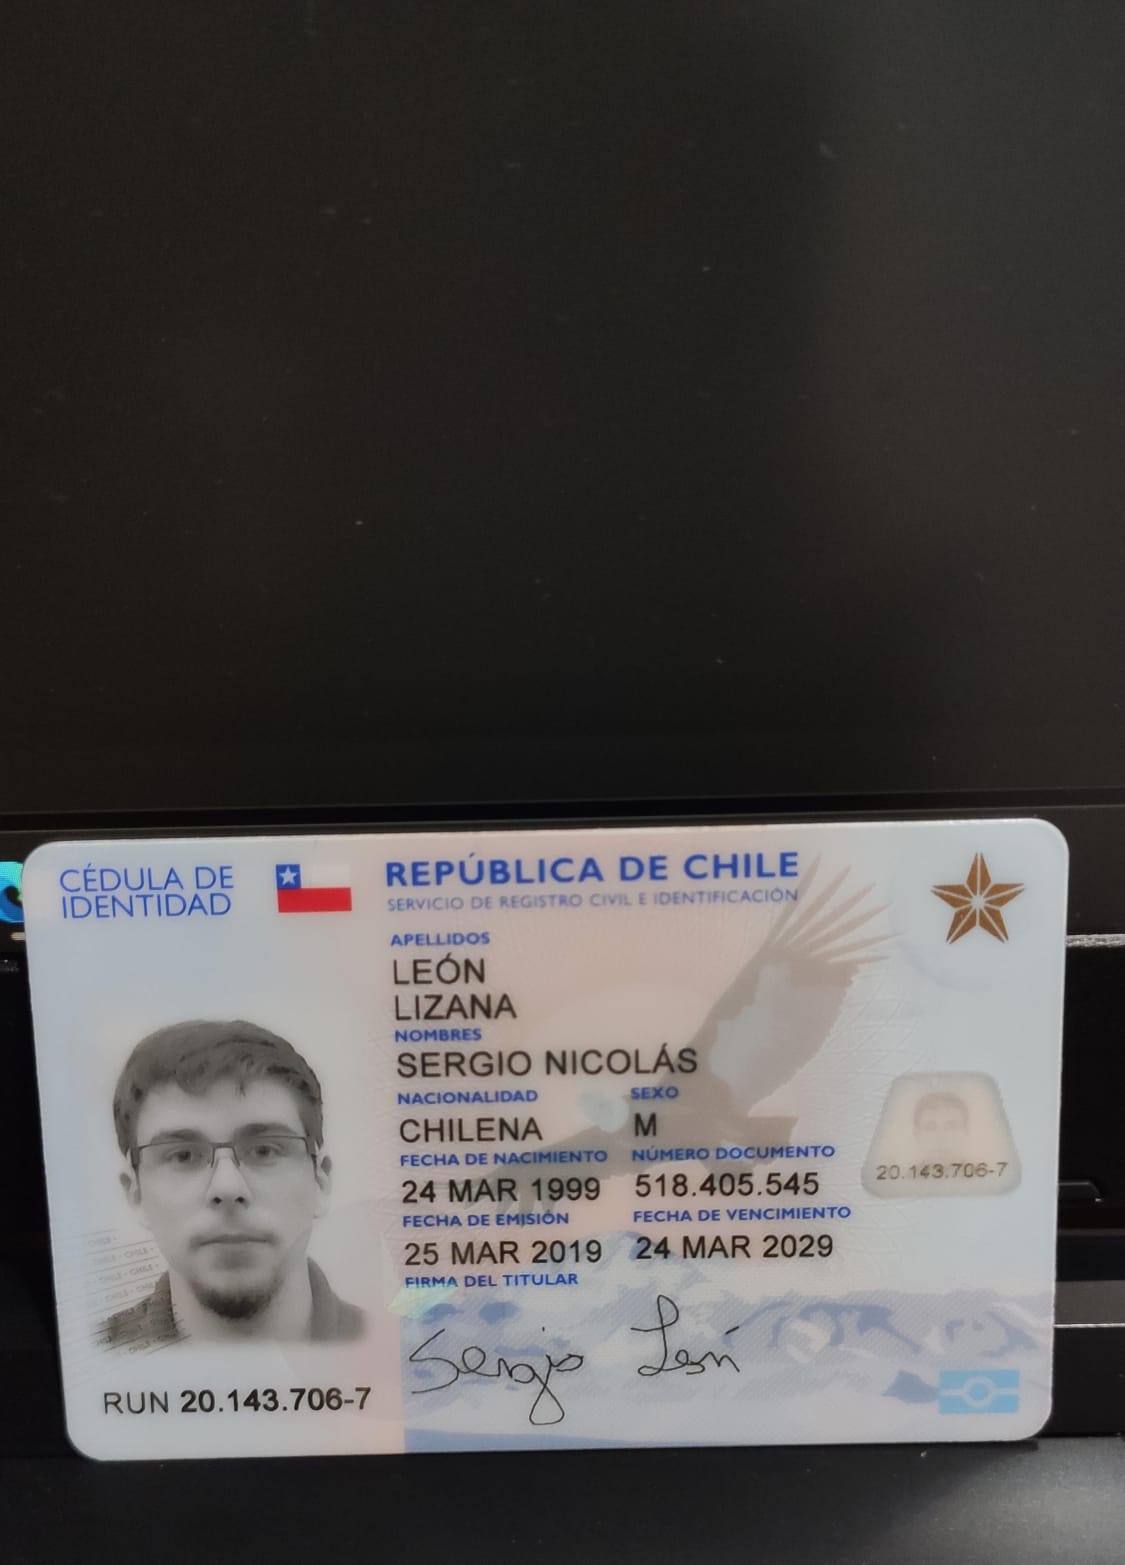 CÉDULA DE
IDENTIDAD
REPÚBLICA DE CHILE
SERVICIO DE REGISTRO CIVIL E IDENTIFICACIÓN
APELLIDOS
LEÓN
LIZANA
NOMBRES
SERGIO NICOLÁS
NACIONALIDAD SEXO
CHILENA M
FECHA DE NACIMIENTO NÚMERO DOCUMENTO
24 MAR 1999 518.405.545
FECHA DE EMISIÓN FECHA DE VENCIMIENTO
25 MAR 2019 24 MAR 2029
FIRMA DEL TITULAR
Sergio León
RUN 20.143.706-7
20.143.706-7